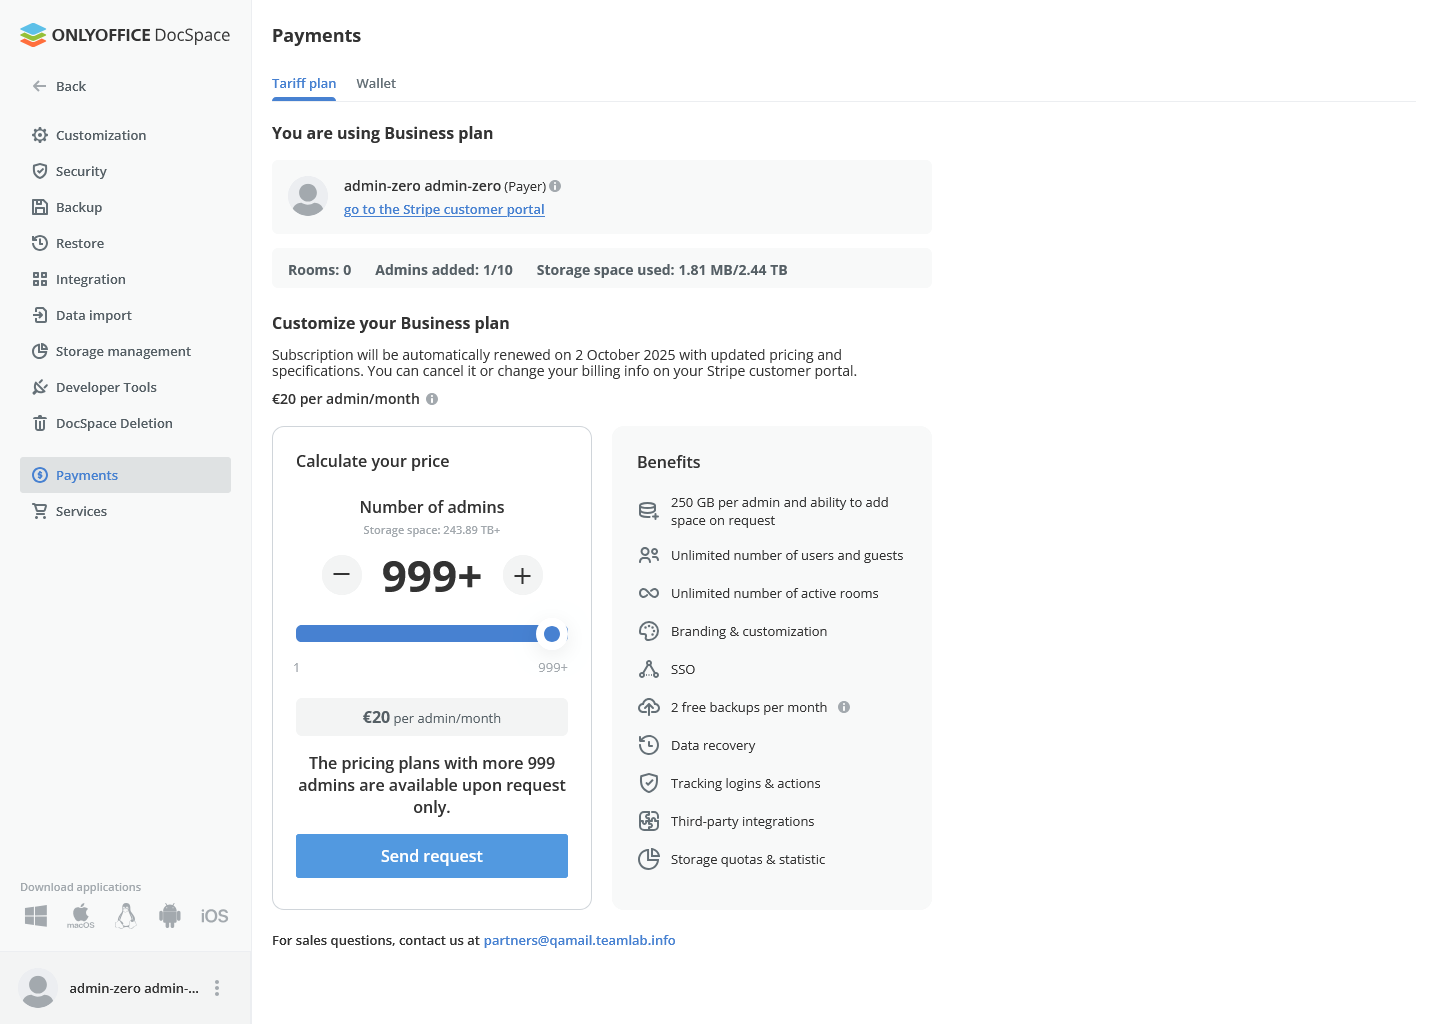 ONLYOFFICE DocSpace
Back
Customization
Security
Backup
Restore
Integration
Data import
Storage management
Developer Tools
DocSpace Deletion
Payments
Services
Download applications
macOS
iOS
admin-zero admin-...
Payments
Tariff plan
Wallet
You are using Business plan
admin-zero admin-zero (Payer)
go to the Stripe customer portal
Rooms: 0
Admins added: 1/10
Storage space used: 1.81 MB/2.44 TB
Customize your Business plan
Subscription will be automatically renewed on 2 October 2025 with updated pricing and
specifications. You can cancel it or change your billing info on your Stripe customer portal.
€20 per admin/month
Calculate your price
Number of admins
Storage space: 243.89 TB+
999+
1
999+
€20 per admin/month
The pricing plans with more 999
admins are available upon request
only.
Send request
Benefits
250 GB per admin and ability to add
space on request
Unlimited number of users and guests
Unlimited number of active rooms
Branding & customization
SSO
2 free backups per month
Data recovery
Tracking logins & actions
Third-party integrations
Storage quotas & statistic
For sales questions, contact us at partners@qamail.teamlab.info